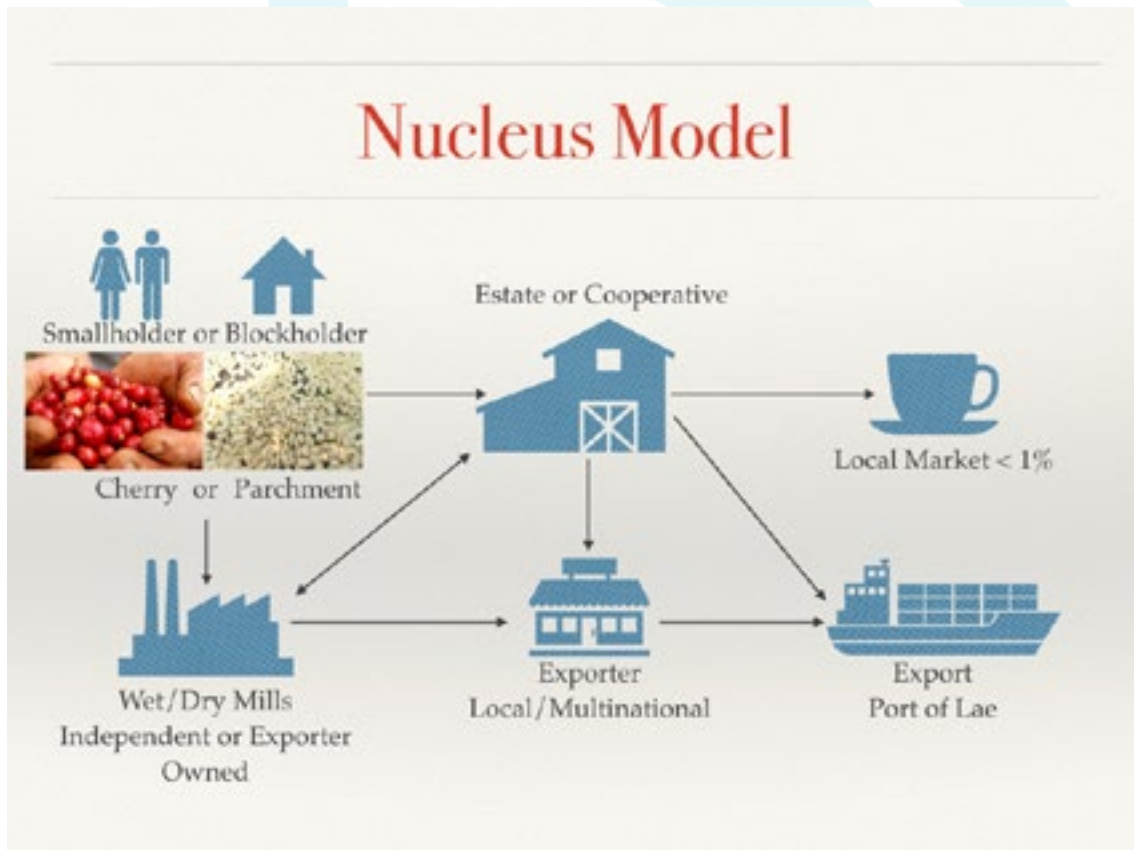 Nucleus Model
Smallholder or Blockholder
Estate or Cooperative
Cherry or Parchment
Local Market < 1%
Wet/Dry Mills
Independent or Exporter
Owned
Exporter
Local/Multinational
Export
Port of Lae